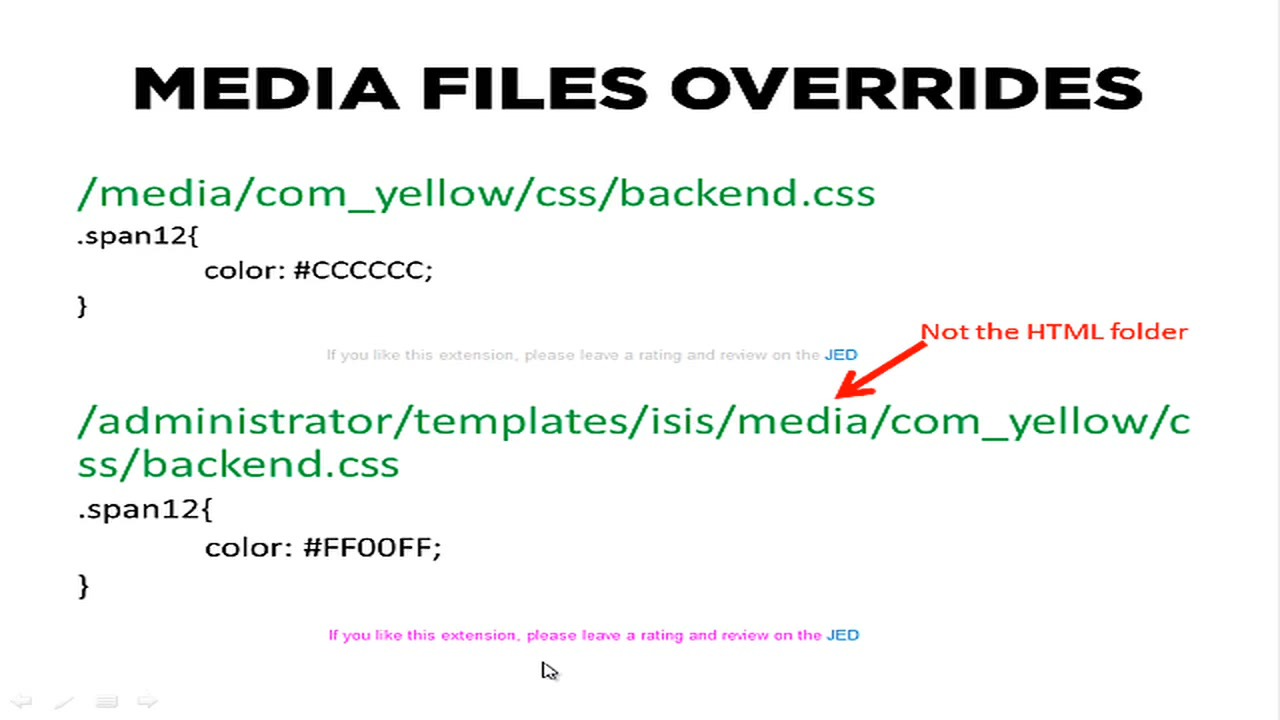 MEDIA FILES OVERRIDES
/media/com_yellow/css/backend.css
.span12{
color: #CCCCCC;
}
Not the HTML folder
If you like this extension, please leave a rating and review on the JED
/administrator/templates/isis/media/com_yellow/c
ss/backend.css
.span12{
color: #FF00FF;
}
If you like this extension, please leave a rating and review on the JED